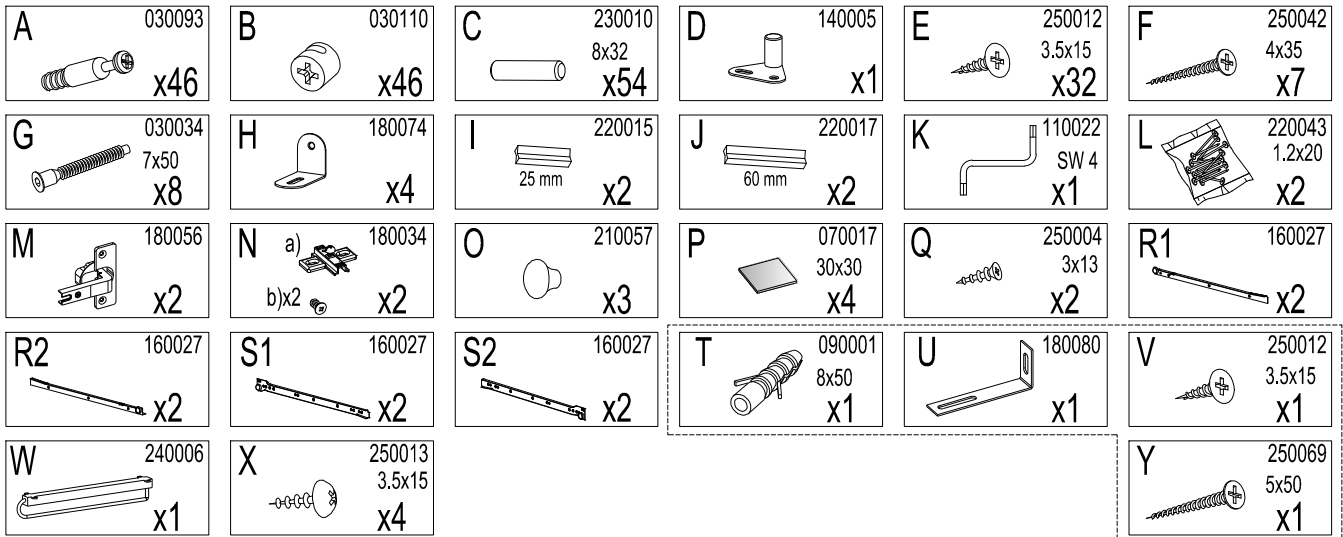 A 030093
x46
B 030110
x46
C 230010
8x32
x54
D 140005
x1
E 250012
3.5x15
x32
F 250042
4x35
x7
G 030034
7x50
x8
H 180074
x4
I 220015
25 mm
x2
J 220017
60 mm
x2
K 110022
SW 4
x1
L 220043
1.2x20
x2
M 180056
x2
N a) 180034
b)x2
x2
O 210057
x3
P 070017
30x30
x4
Q 250004
3x13
x2
R1 160027
x2
R2 160027
x2
S1 160027
x2
S2 160027
x2
T 090001
8x50
x1
U 180080
x1
V 250012
3.5x15
x1
W 240006
x1
X 250013
3.5x15
x4
Y 250069
5x50
x1